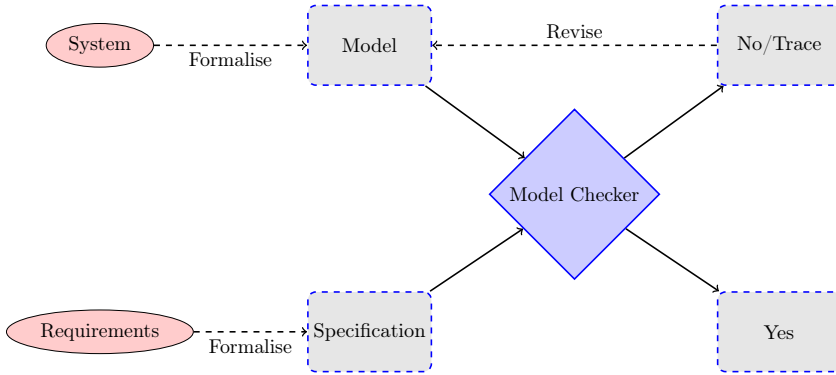 System
Formalise
Model
Revise
No/Trace
Model Checker
Requirements
Formalise
Specification
Yes